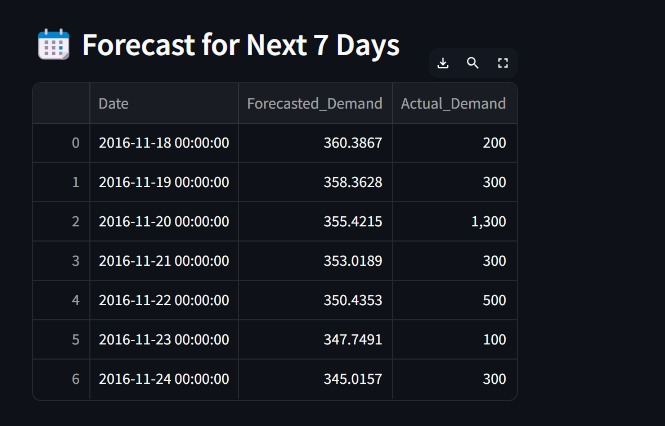 Forecast for Next 7 Days
Date Forecasted_Demand Actual_Demand
0 2016-11-18 00:00:00 360.3867 200
1 2016-11-19 00:00:00 358.3628 300
2 2016-11-20 00:00:00 355.4215 1,300
3 2016-11-21 00:00:00 353.0189 300
4 2016-11-22 00:00:00 350.4353 500
5 2016-11-23 00:00:00 347.7491 100
6 2016-11-24 00:00:00 345.0157 300